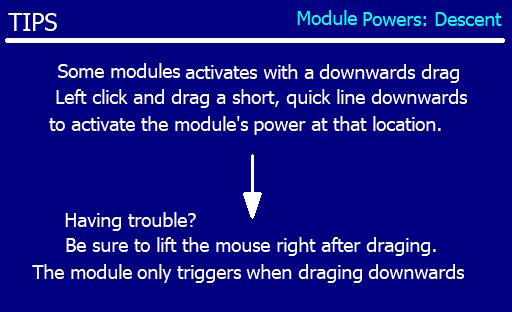 TIPS
Module Powers: Descent
Some modules activates with a downwards drag
Left click and drag a short, quick line downwards
to activate the module's power at that location.
Having trouble?
Be sure to lift the mouse right after draging.
The module only triggers when draging downwards